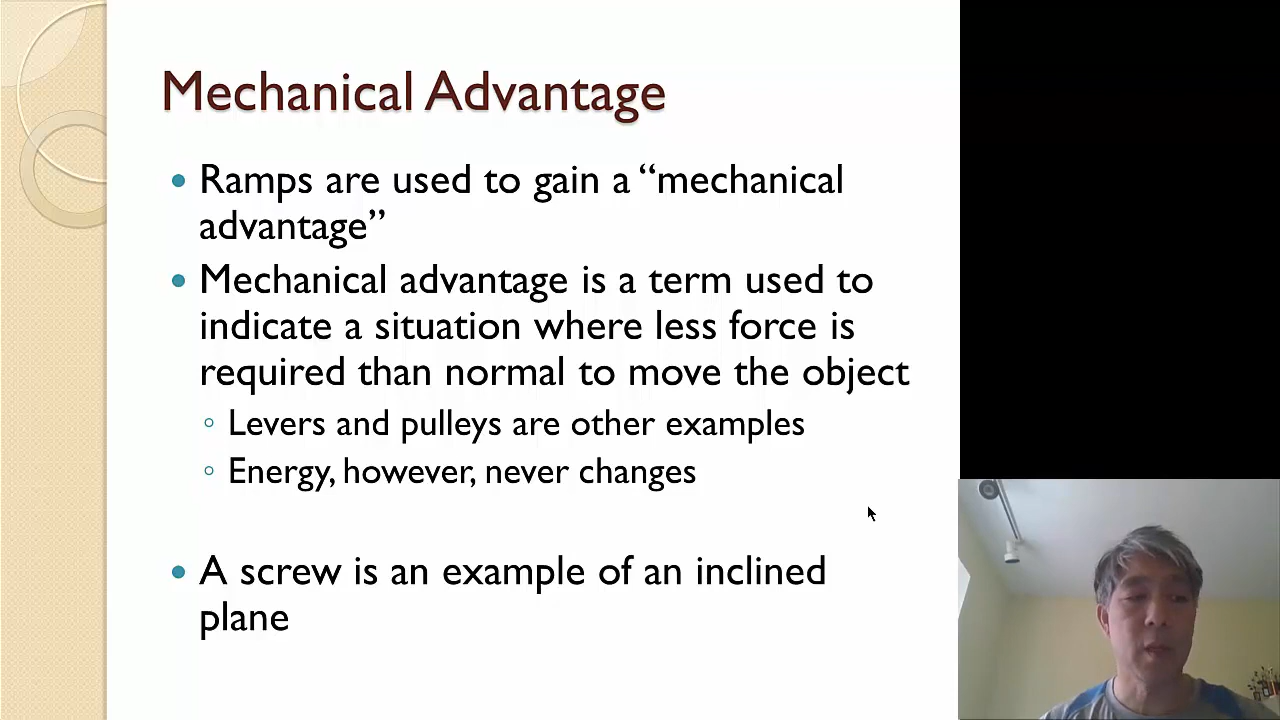 Mechanical Advantage
Ramps are used to gain a “mechanical
advantage”
Mechanical advantage is a term used to
indicate a situation where less force is
required than normal to move the object
Levers and pulleys are other examples
Energy, however, never changes
A screw is an example of an inclined
plane